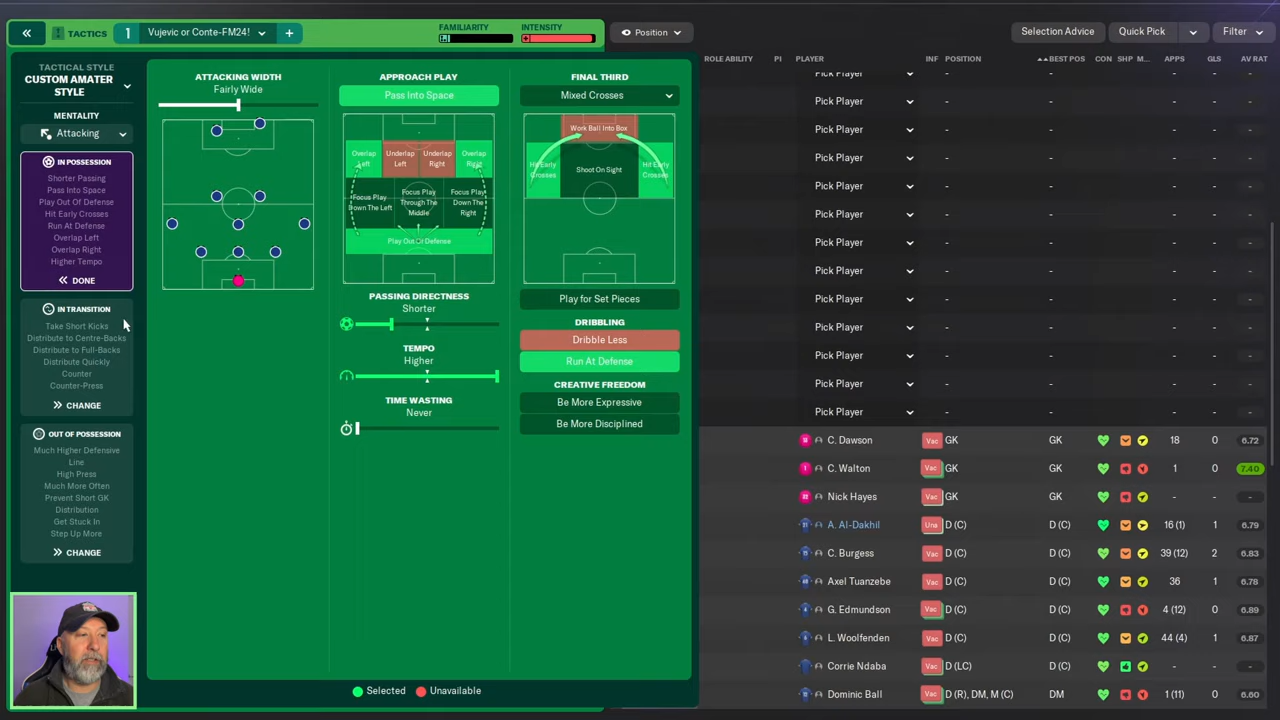 TACTICS
1
Vujevic or Conte-FM24!
FAMILIARITY
INTENSITY
Position
Selection Advice
Quick Pick
Filter
TACTICAL STYLE
CUSTOM AMATER
STYLE
MENTALITY
Attacking
IN POSSESSION
Shorter Passing
Pass Into Space
Play Out Of Defense
Hit Early Crosses
Run At Defense
Overlap Left
Overlap Right
Higher Tempo
DONE
IN TRANSITION
Take Short Kicks
Distribute to Centre-Backs
Distribute to Full-Backs
Distribute Quickly
Counter
Counter-Press
CHANGE
OUT OF POSSESSION
Much Higher Defensive
Line
High Press
Much More Often
Prevent Short GK
Distribution
Get Stuck In
Step Up More
CHANGE
ATTACKING WIDTH
Fairly Wide
APPROACH PLAY
Pass Into Space
Overlap
Left
Underlap
Left
Underlap
Right
Overlap
Right
Focus Play
Down The Left
Focus Play
Through The
Middle
Focus Play
Down The
Right
Play Out Of Defense
PASSING DIRECTNESS
Shorter
TEMPO
Higher
TIME WASTING
Never
FINAL THIRD
Mixed Crosses
Work Ball Into Box
Hit Early
Crosses
Shoot On Sight
Hit Early
Crosses
Play for Set Pieces
DRIBBLING
Dribble Less
Run At Defense
CREATIVE FREEDOM
Be More Expressive
Be More Disciplined
Selected
Unavailable
ROLE ABILITY PI PLAYER INF POSITION BEST POS CON SHP M... APPS GLS AV RAT
Pick Player - - - - -
Pick Player - - - - -
Pick Player - - - - -
Pick Player - - - - -
Pick Player - - - - -
Pick Player - - - - -
Pick Player - - - - -
Pick Player - - - - -
Pick Player - - - - -
Pick Player - - - - -
Pick Player - - - - -
Pick Player - - - - -
Pick Player - - - - -
C. Dawson Vac GK GK 18 0 6.72
C. Walton Vac GK GK 1 0 7.40
Nick Hayes Vac GK GK - - -
A. Al-Dakhil Una D (C) D (C) 16 (1) 1 6.79
C. Burgess Vac D (C) D (C) 39 (12) 2 6.83
Axel Tuanzebe Vac D (C) D (C) 36 1 6.78
G. Edmundson Vac D (C) D (C) 4 (12) 0 6.89
L. Woolfenden Vac D (C) D (C) 44 (4) 1 6.87
Corrie Ndaba Vac D (LC) D (C) - - -
Dominic Ball Vac D (R), DM, M (C) DM 1 (11) 0 6.60